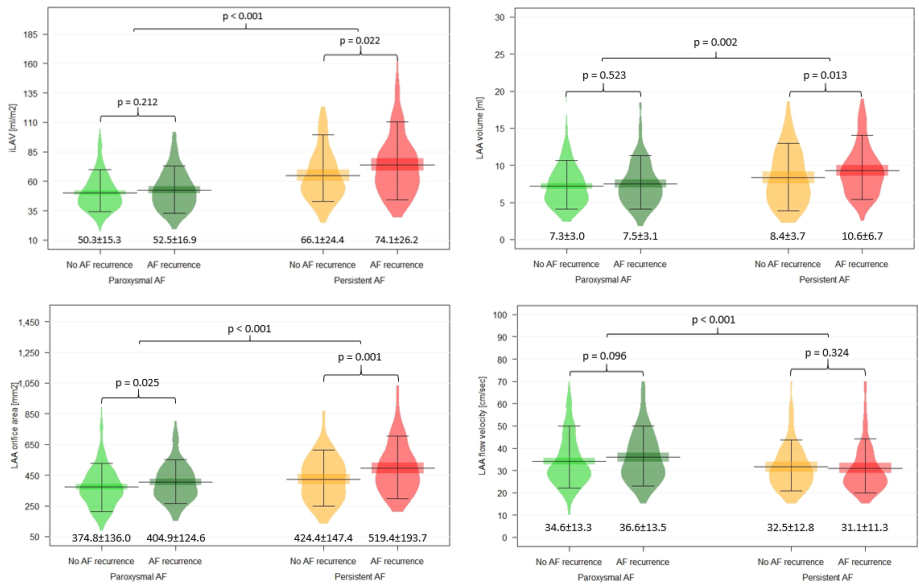 p < 0.001
p = 0.022
p = 0.212
iLAV [ml/m2]
185
160
135
110
85
60
35
10
50.3±15.3 52.5±16.9 66.1±24.4 74.1±26.2
No AF recurrence AF recurrence No AF recurrence AF recurrence
Paroxysmal AF Persistent AF
p = 0.002
p = 0.523 p = 0.013
LAA volume [ml]
30
25
20
15
10
5
0
7.3±3.0 7.5±3.1 8.4±3.7 10.6±6.7
No AF recurrence AF recurrence No AF recurrence AF recurrence
Paroxysmal AF Persistent AF
p < 0.001
p = 0.001
p = 0.025
LAA orifice area [mm2]
1,450
1,250
1,050
850
650
450
250
50
374.8±136.0 404.9±124.6 424.4±147.4 519.4±193.7
No AF recurrence AF recurrence No AF recurrence AF recurrence
Paroxysmal AF Persistent AF
p < 0.001
p = 0.096 p = 0.324
LAA flow velocity [cm/sec]
100
90
80
70
60
50
40
30
20
10
0
34.6±13.3 36.6±13.5 32.5±12.8 31.1±11.3
No AF recurrence AF recurrence No AF recurrence AF recurrence
Paroxysmal AF Persistent AF